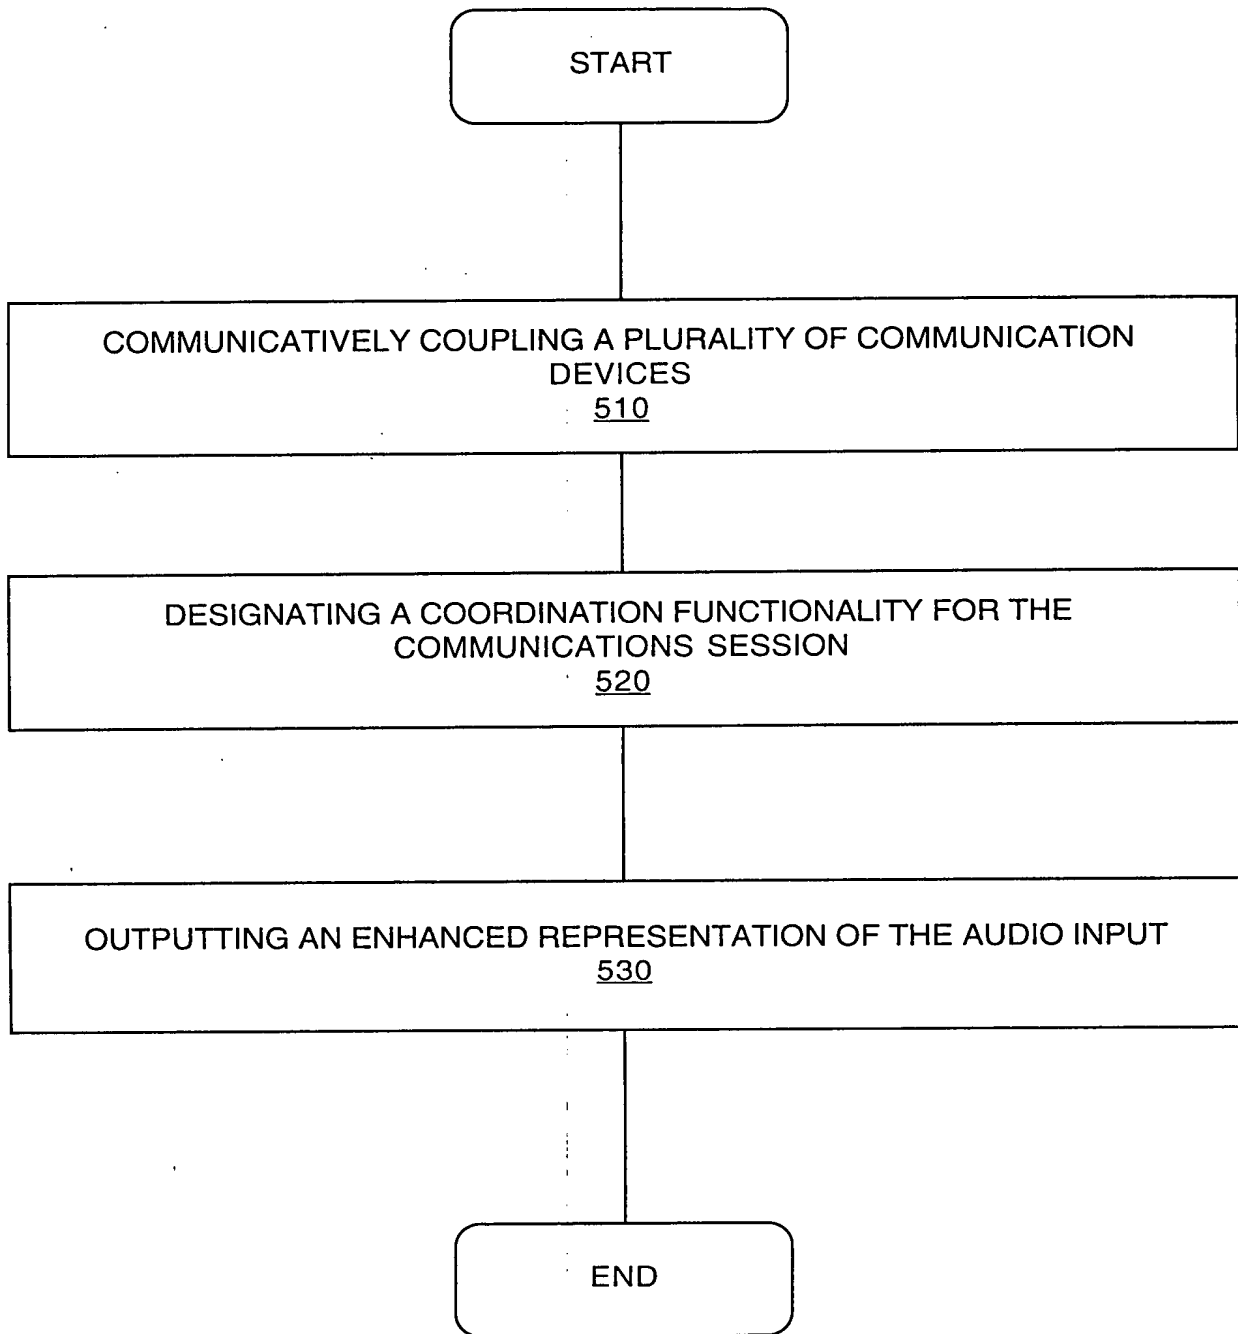 START
COMMUNICATIVELY COUPLING A PLURALITY OF COMMUNICATION
DEVICES
510
DESIGNATING A COORDINATION FUNCTIONALITY FOR THE
COMMUNICATIONS SESSION
520
OUTPUTTING AN ENHANCED REPRESENTATION OF THE AUDIO INPUT
530
END